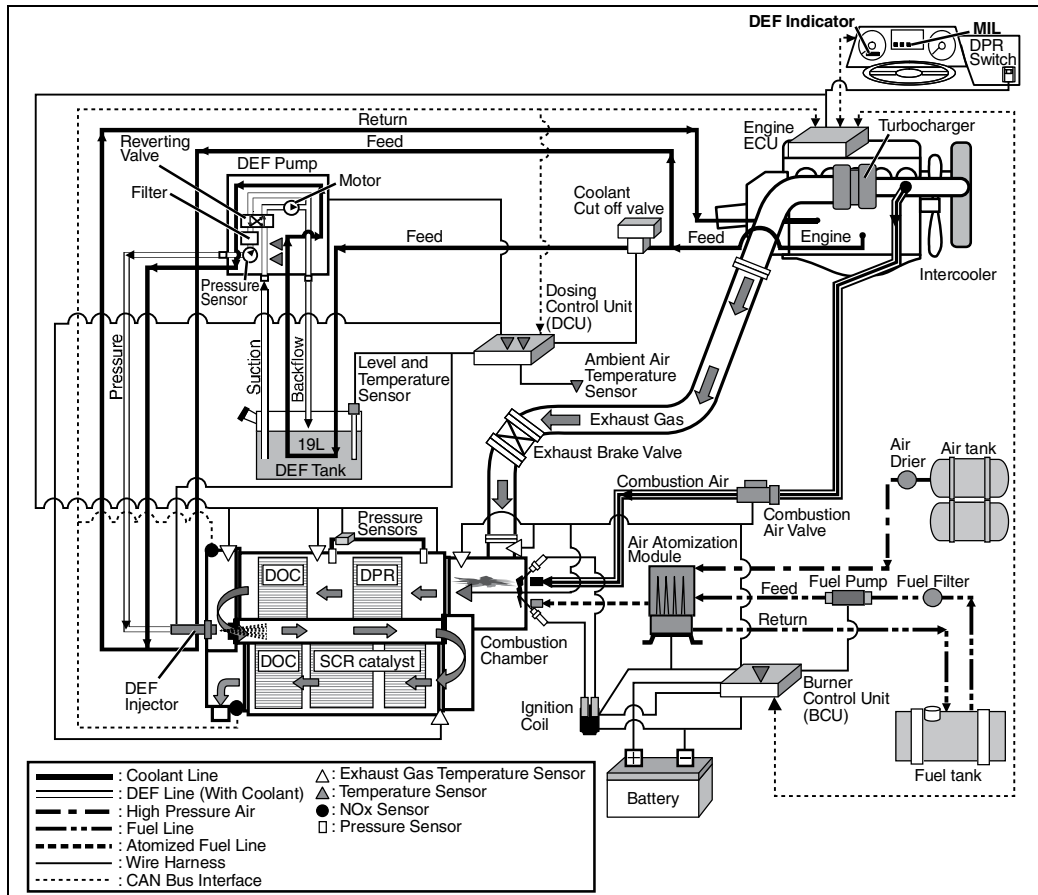 DEF Indicator
MIL
DPR
Switch
Return
Feed
Engine
ECU
Turbocharger
Reverting
Valve
DEF Pump
Motor
Filter
Coolant
Cut off valve
Feed
Feed
Engine
Pressure
Sensor
Intercooler
Dosing
Control Unit
(DCU)
Pressure
Suction
Backflow
Level and
Temperature
Sensor
Ambient Air
Temperature
Sensor
19L
DEF Tank
Exhaust Gas
Exhaust Brake Valve
Air
Drier
Air tank
Combustion Air
Combustion
Air Valve
Pressure
Sensors
Air Atomization
Module
DOC
DPR
Feed
Fuel Pump
Fuel Filter
Return
Combustion
Chamber
DOC
SCR catalyst
DEF
Injector
Ignition
Coil
Burner
Control Unit
(BCU)
Fuel tank
+
−
Battery
: Coolant Line
: DEF Line (With Coolant)
: High Pressure Air
: Fuel Line
: Atomized Fuel Line
: Wire Harness
: CAN Bus Interface
: Exhaust Gas Temperature Sensor
: Temperature Sensor
: NOx Sensor
: Pressure Sensor